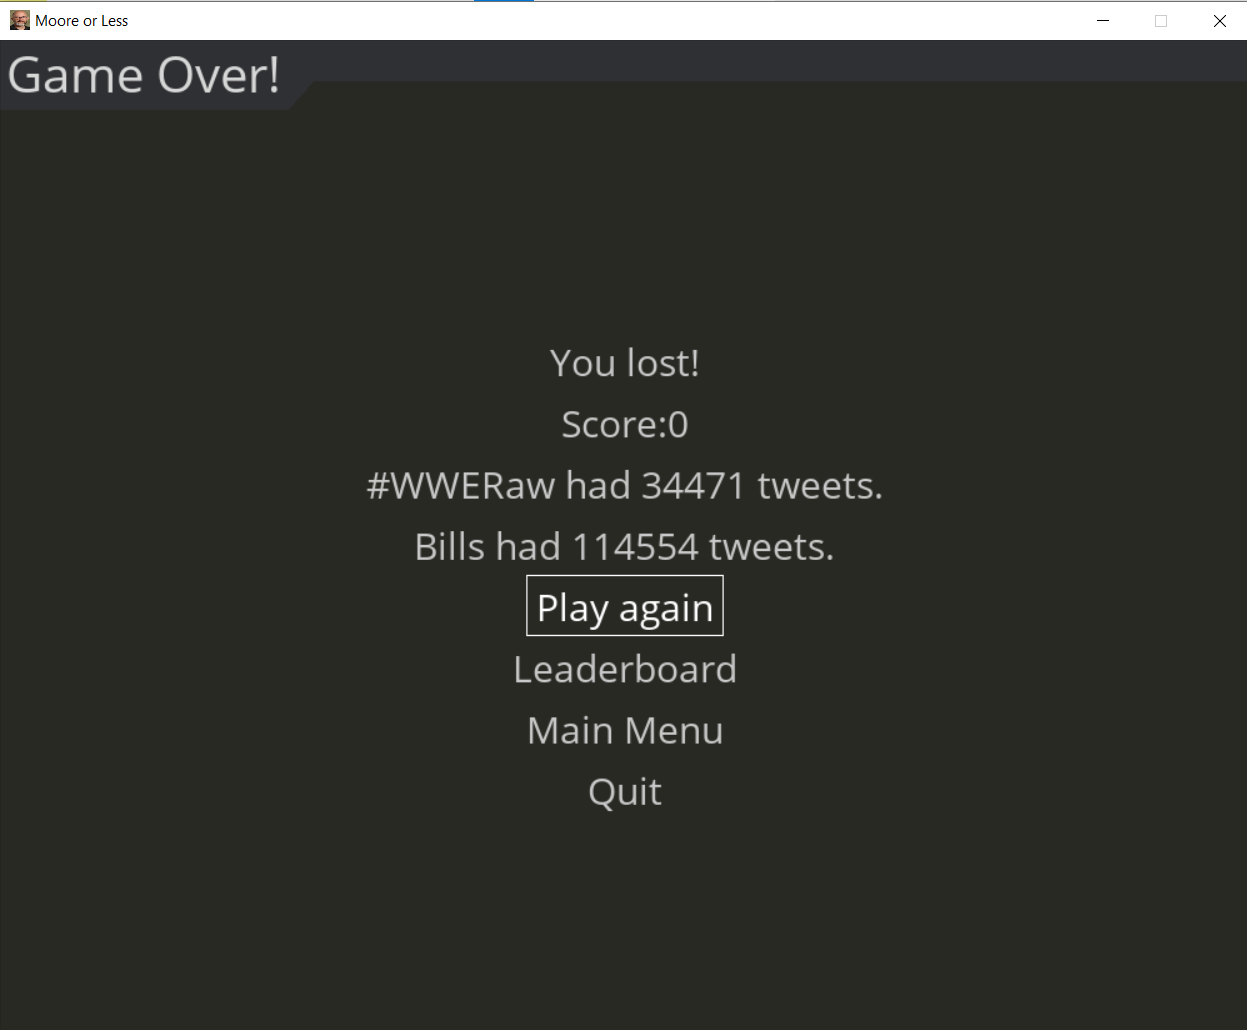 Moore or Less
Game Over!
You lost!
Score:0
#WWERaw had 34471 tweets.
Bills had 114554 tweets.
Play again
Leaderboard
Main Menu
Quit